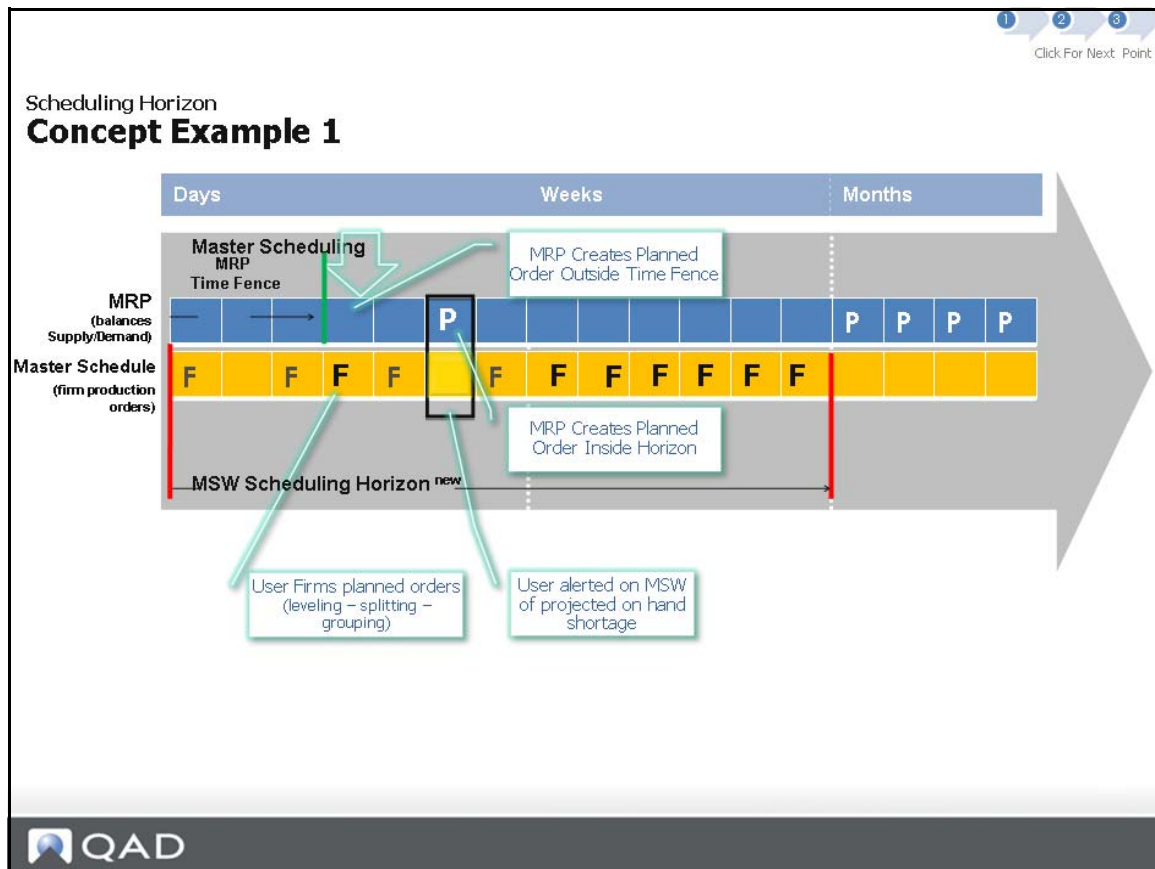 1 2 3
Click For Next Point
Scheduling Horizon
Concept Example 1
Days Weeks Months
Master Scheduling
MRP
Time Fence
MRP Creates Planned
Order Outside Time Fence
MRP
(balances
Supply/Demand)
P P P P P
Master Schedule
(firm production
orders)
F F F F F F F F F F F
MRP Creates Planned
Order Inside Horizon
MSW Scheduling Horizon new
User Firms planned orders
(leveling – splitting –
grouping)
User alerted on MSW
of projected on hand
shortage
QAD